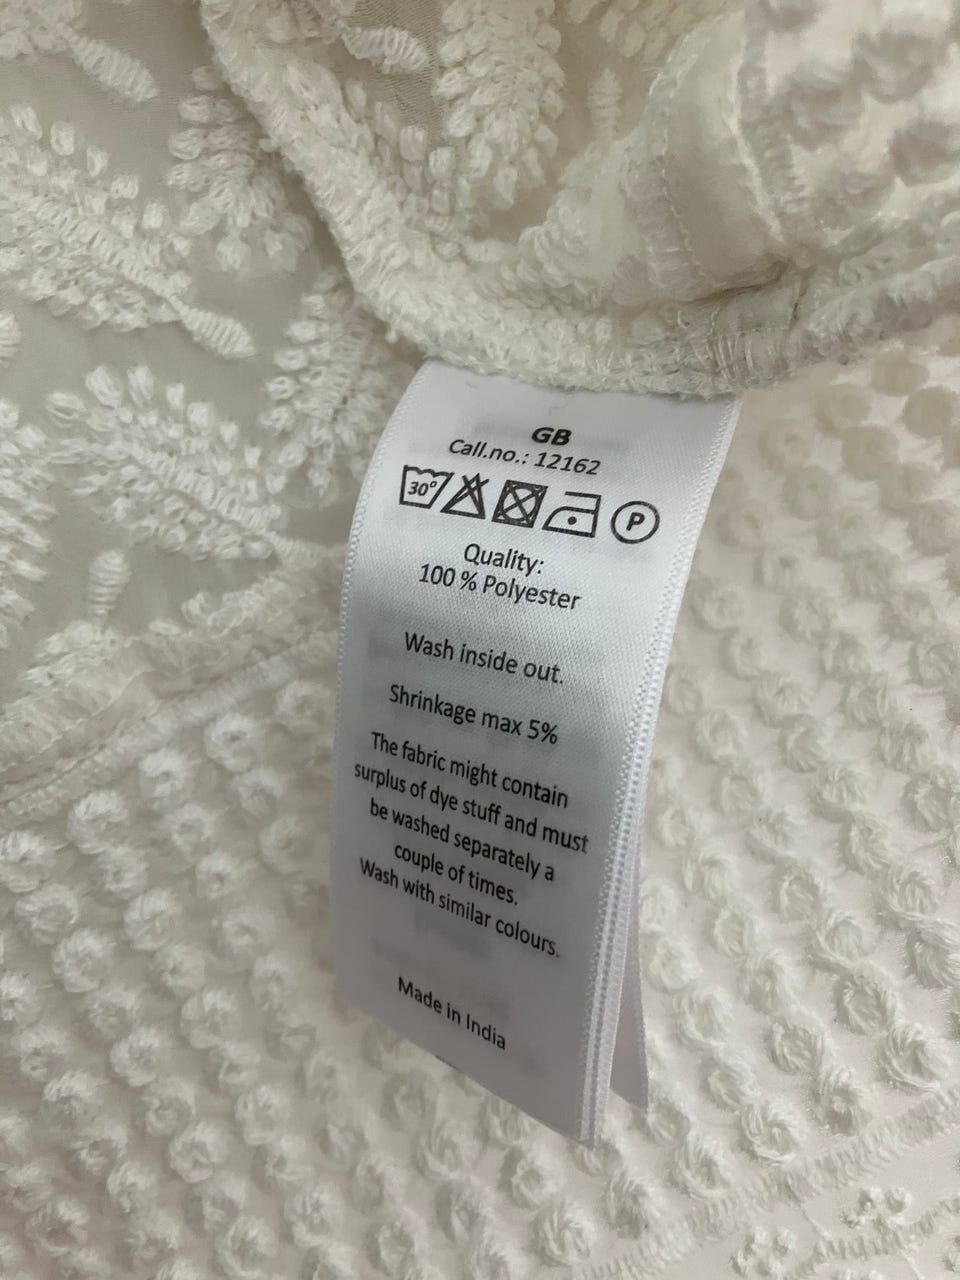 GB
Call.no.: 12162
30°
P
Quality:
100 % Polyester
Wash inside out.
Shrinkage max 5%
The fabric might contain
surplus of dye stuff and must
be washed separately a
couple of times.
Wash with similar colours.
Made in India